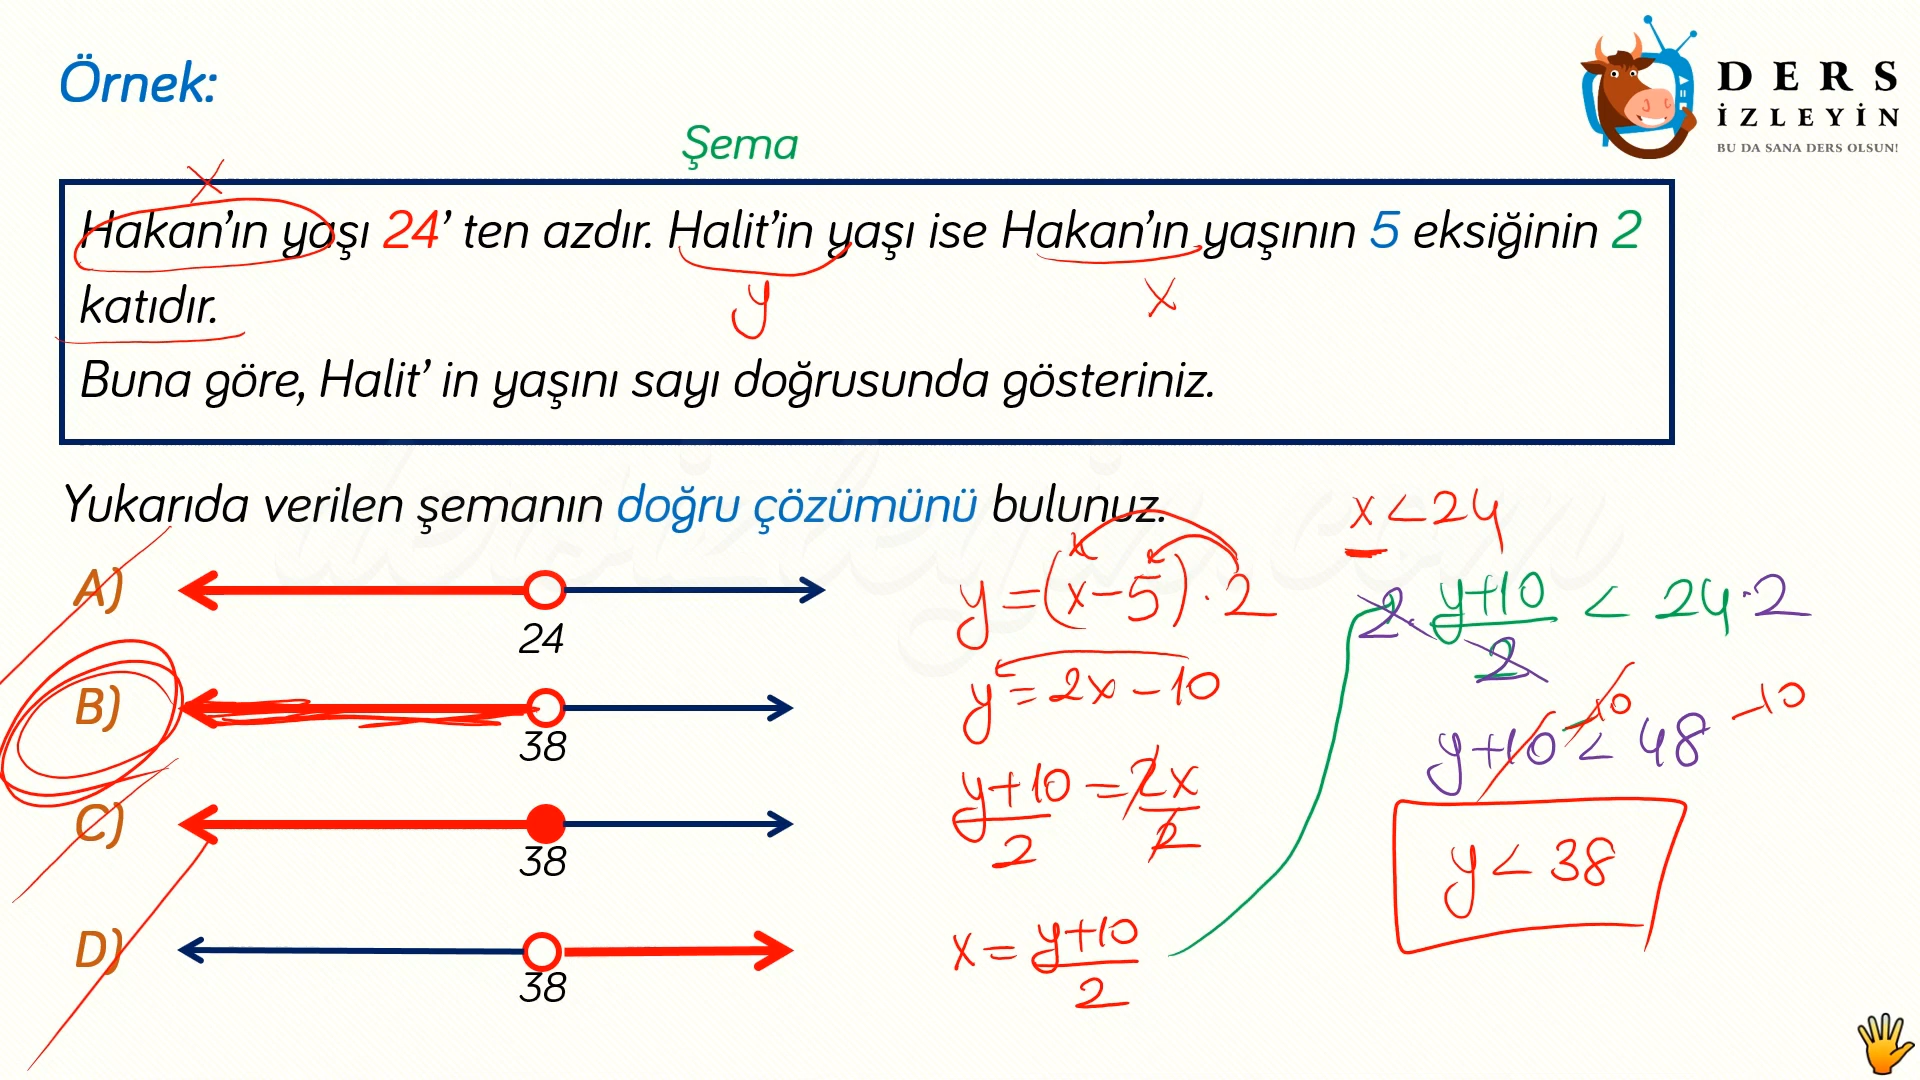 Örnek:
DERS
İZLEYİN
BU DA SANA DERS OLSUN!
Şema
x
Hakan’ın yaşı 24’ ten azdır. Halit’in yaşı ise Hakan’ın yaşının 5 eksiğinin 2
katıdır.
y
x
Buna göre, Halit’ in yaşını sayı doğrusunda gösteriniz.
Yukarıda verilen şemanın doğru çözümünü bulunuz.
A)
24
B)
38
C)
38
D)
38
y = (x-5).2
y = 2x-10
y+10/2 = 2x/2
x = y+10/2
x<24
2. y+10/2 < 24.2
y+10-10 < 48-10
y< 38